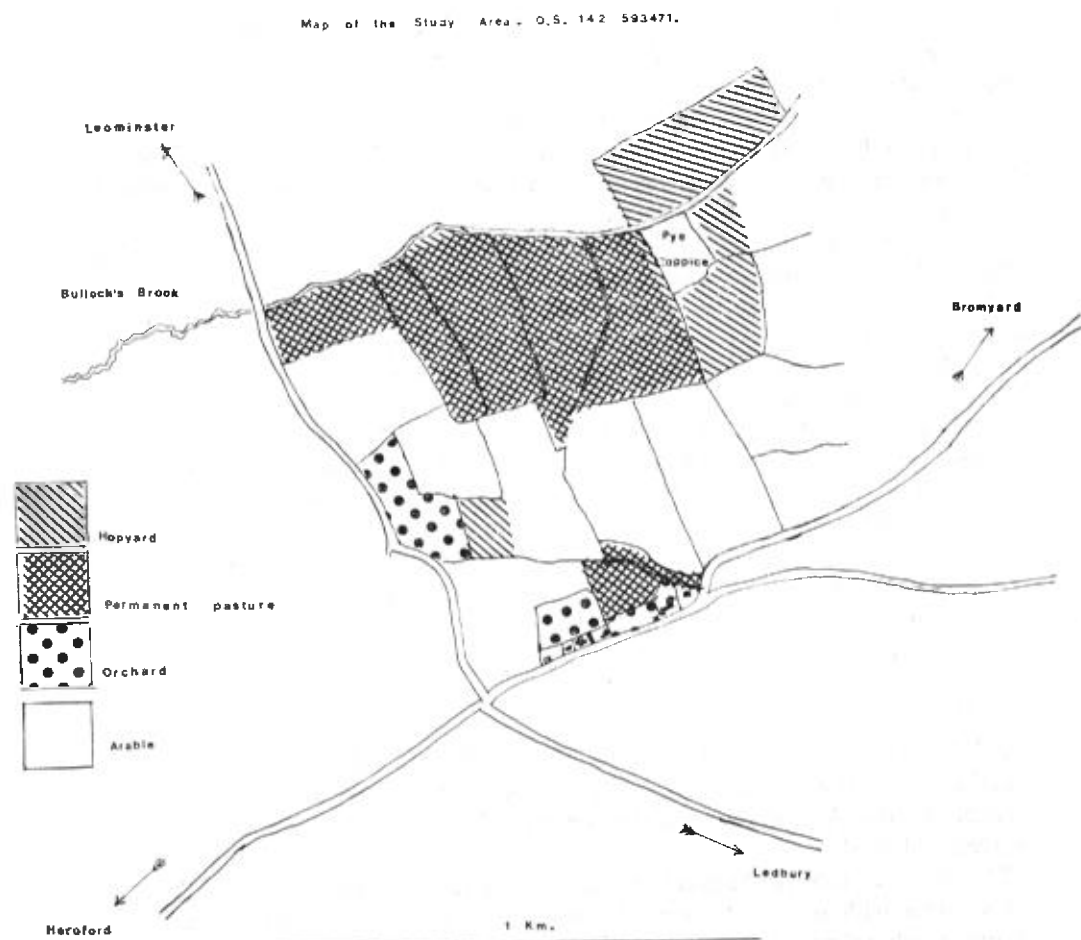 Map of the Study Area. O.S. 142 593471.
Leominster
Pye
Coppice
Bullock's Brook
Bromyard
Hopyard
Permanent pasture
Orchard
Arable
Ledbury
Hereford
1 Km.